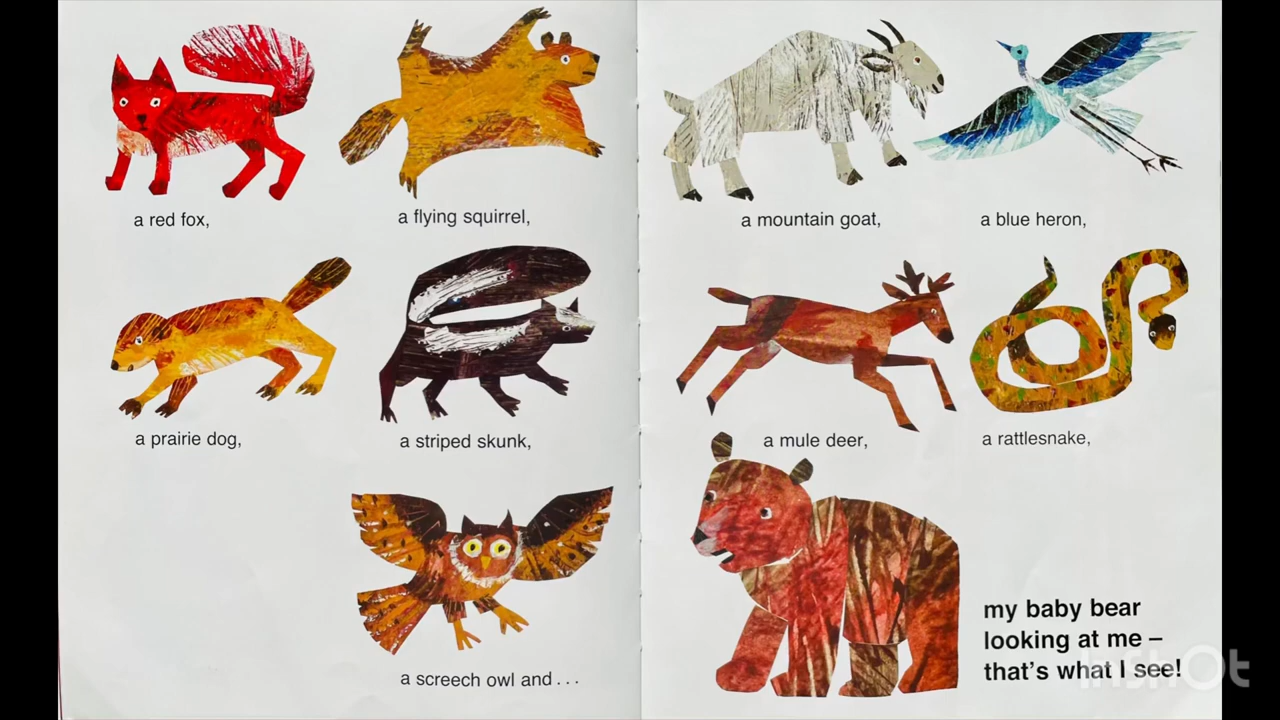 a red fox,
a flying squirrel,
a prairie dog,
a striped skunk,
a screech owl and . . .
a mountain goat,
a blue heron,
a mule deer,
a rattlesnake,
my baby bear
looking at me –
that's what I see!
InShOt